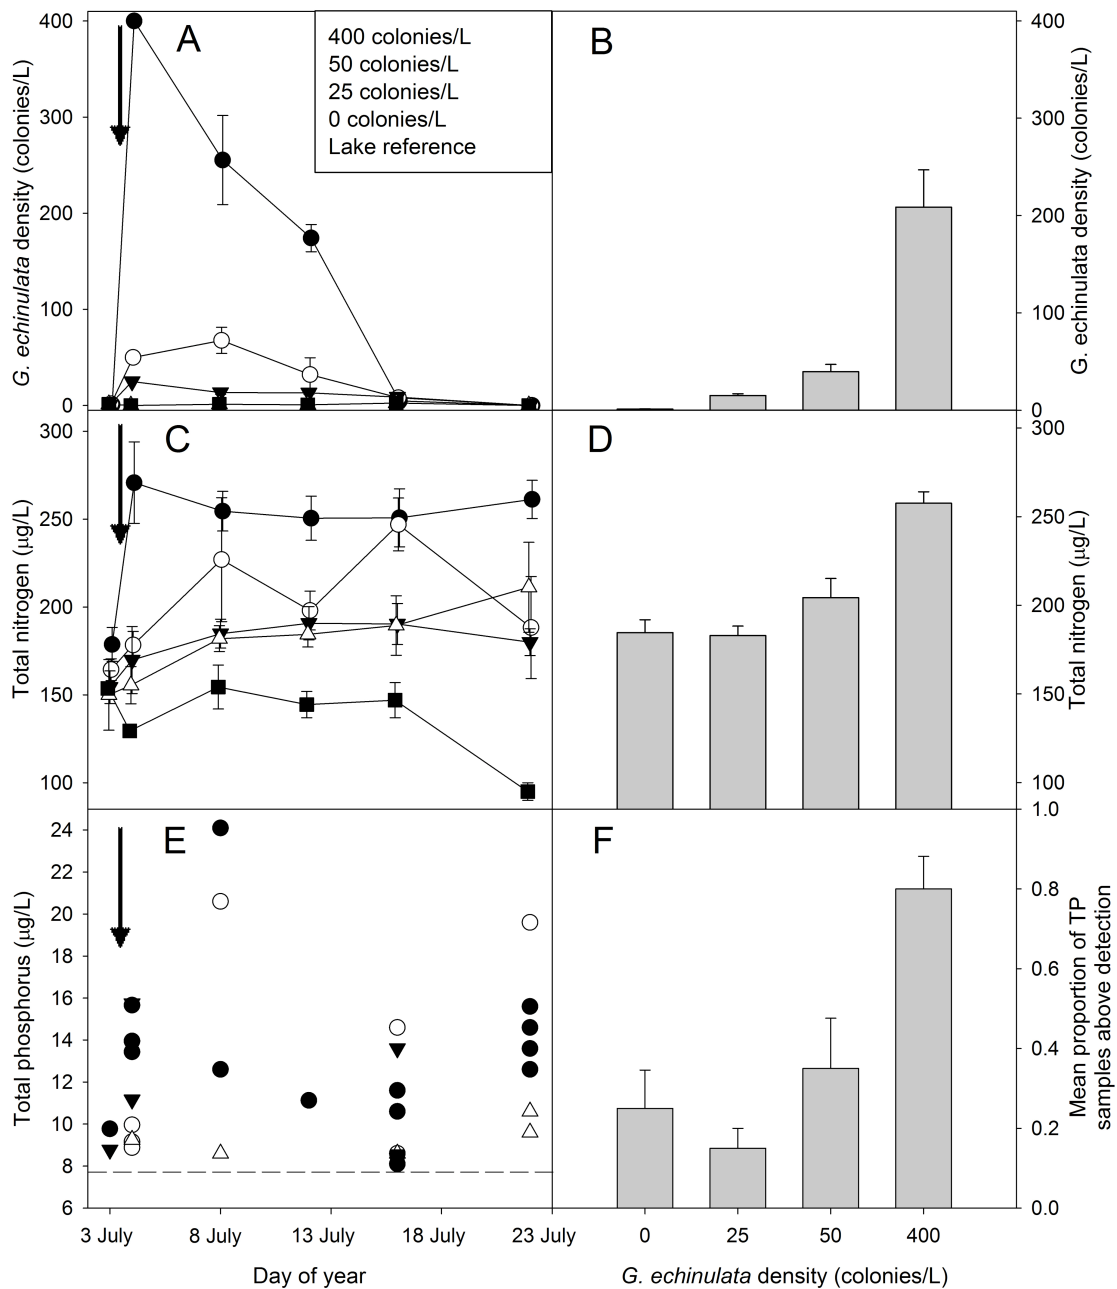 400
300
200
100
0
G. echinulata density (colonies/L)
A
400 colonies/L
50 colonies/L
25 colonies/L
0 colonies/L
Lake reference
B
400
300
200
100
0
G. echinulata density (colonies/L)
300
250
200
150
100
Total nitrogen (µg/L)
C
D
300
250
200
150
100
Total nitrogen (µg/L)
24
22
20
18
16
14
12
10
8
6
Total phosphorus (µg/L)
E
F
1.0
0.8
0.6
0.4
0.2
0.0
Mean proportion of TP
samples above detection
3 July 8 July 13 July 18 July 23 July
0 25 50 400
Day of year
G. echinulata density (colonies/L)